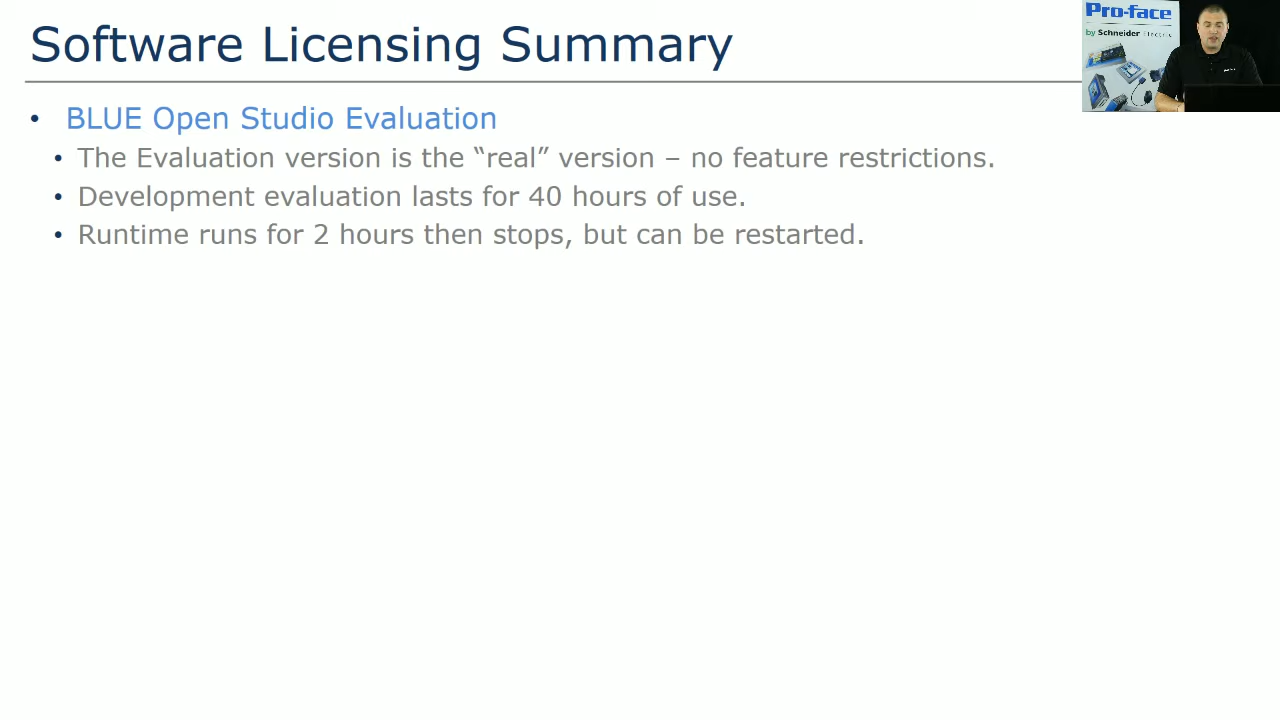 Software Licensing Summary
Pro-face
by Schneider Electric
• BLUE Open Studio Evaluation
• The Evaluation version is the “real” version – no feature restrictions.
• Development evaluation lasts for 40 hours of use.
• Runtime runs for 2 hours then stops, but can be restarted.